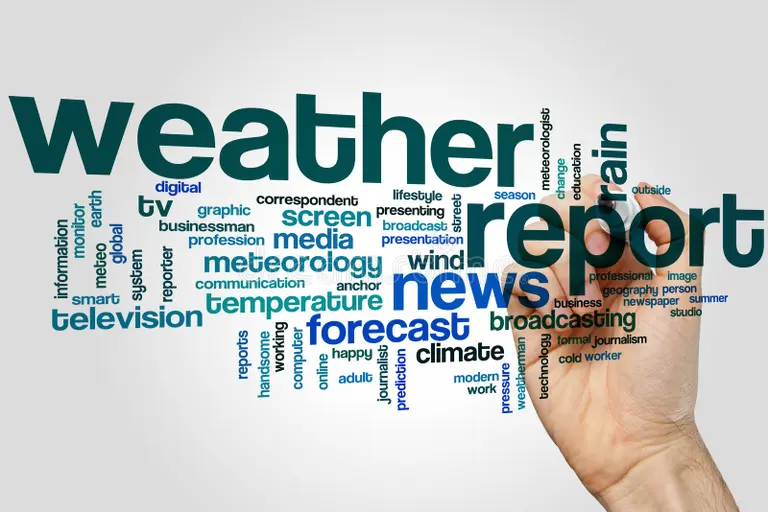 weather
report
rain
meteorologist
change
education
outside
digital
tv
graphic
correspondent
lifestyle
season
businessman
screen
presenting
street
profession
media
broadcast
presentation
information
monitor
earth
meteo
global
system
reporter
meteorology
wind
communication
anchor
news
smart
temperature
television
forecast
broadcasting
professional
image
geography
person
business
newspaper
summer
studio
formal
journalism
cold
worker
reports
handsome
working
computer
online
happy
adult
journalist
prediction
climate
modern
work
pressure
weatherman
technology